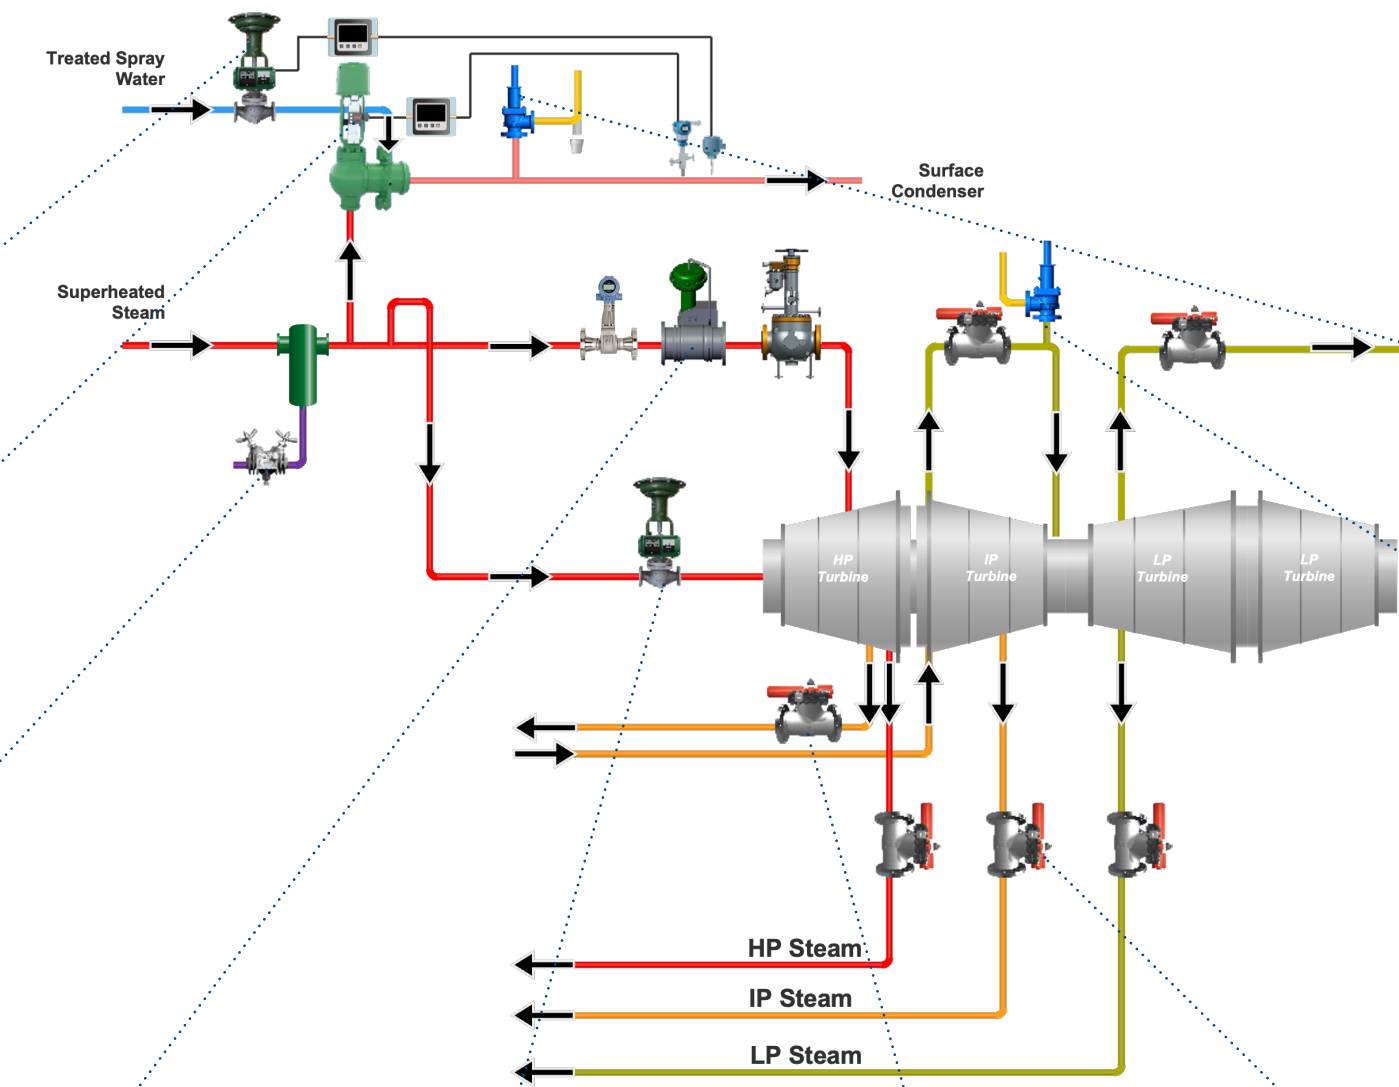 Treated Spray
Water
Surface
Condenser
Superheated
Steam
HP
Turbine
IP
Turbine
LP
Turbine
LP
Turbine
HP Steam
IP Steam
LP Steam